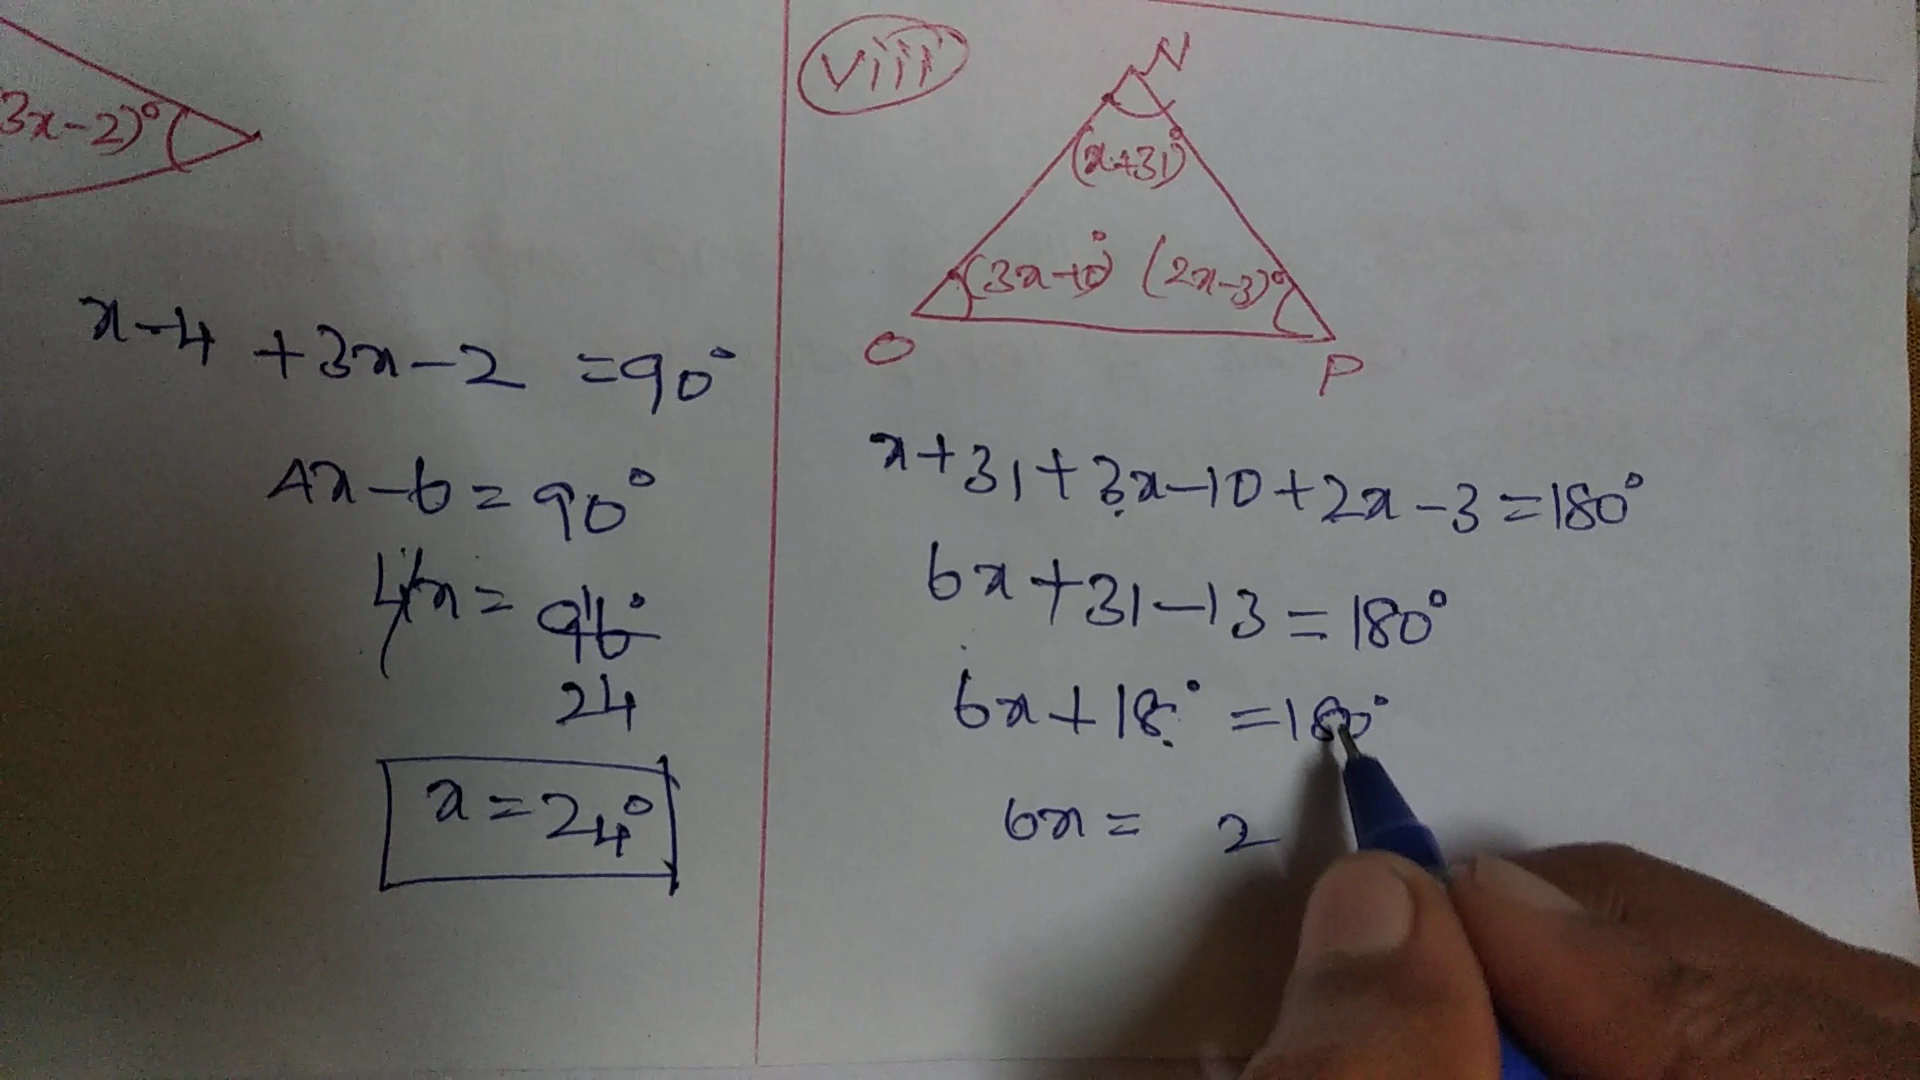 3x-2)°
x-4 +3x-2 =90°
4x-6=90°
4x= 96°
24
x=24°
viii
N
(x+31)°
(3x-10)° (2x-3)°
O
P
x+31+3x-10+2x-3=180°
6x+31-13=180°
6x+18° =180°
6x= 2